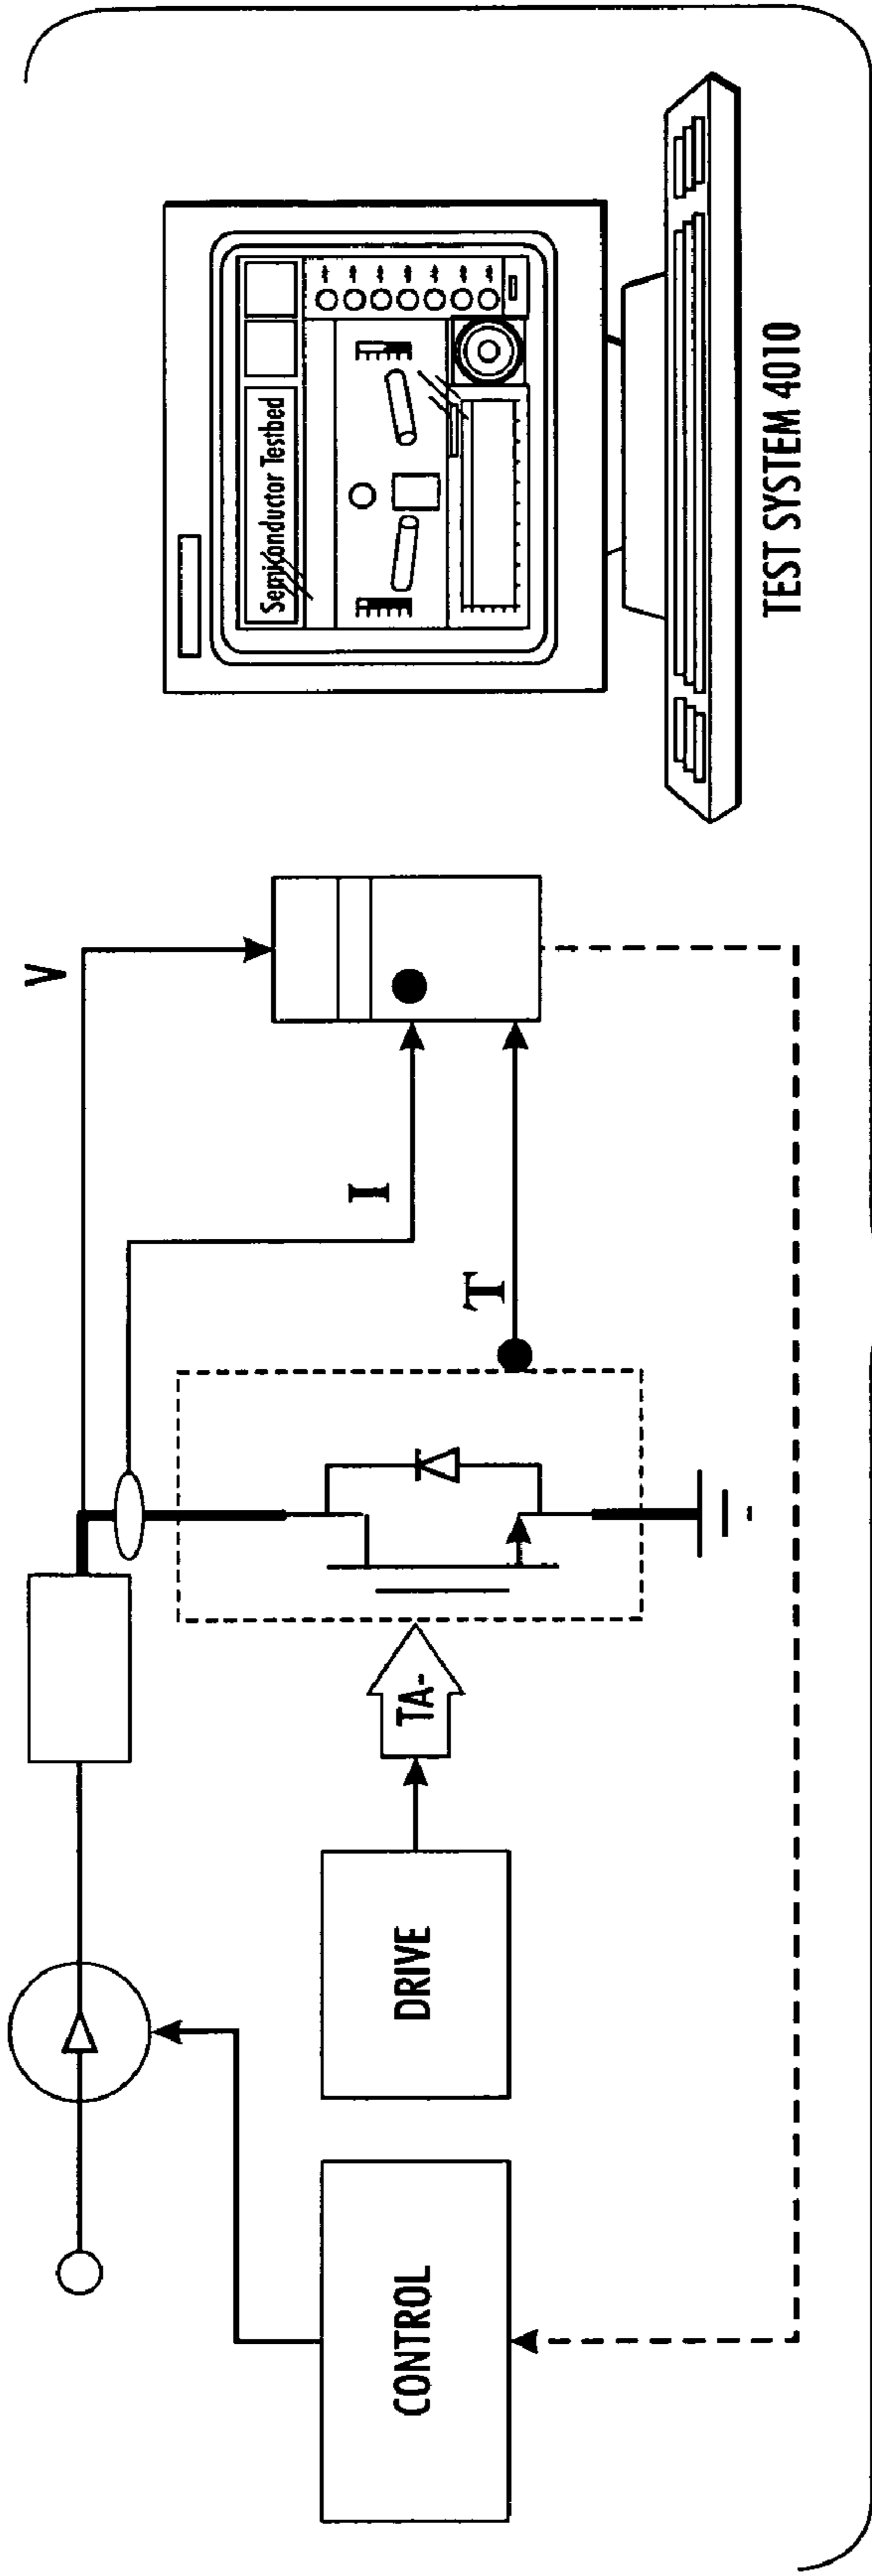 V
Semiconductor Testbed
I
T
TA-
DRIVE
CONTROL
TEST SYSTEM 4010